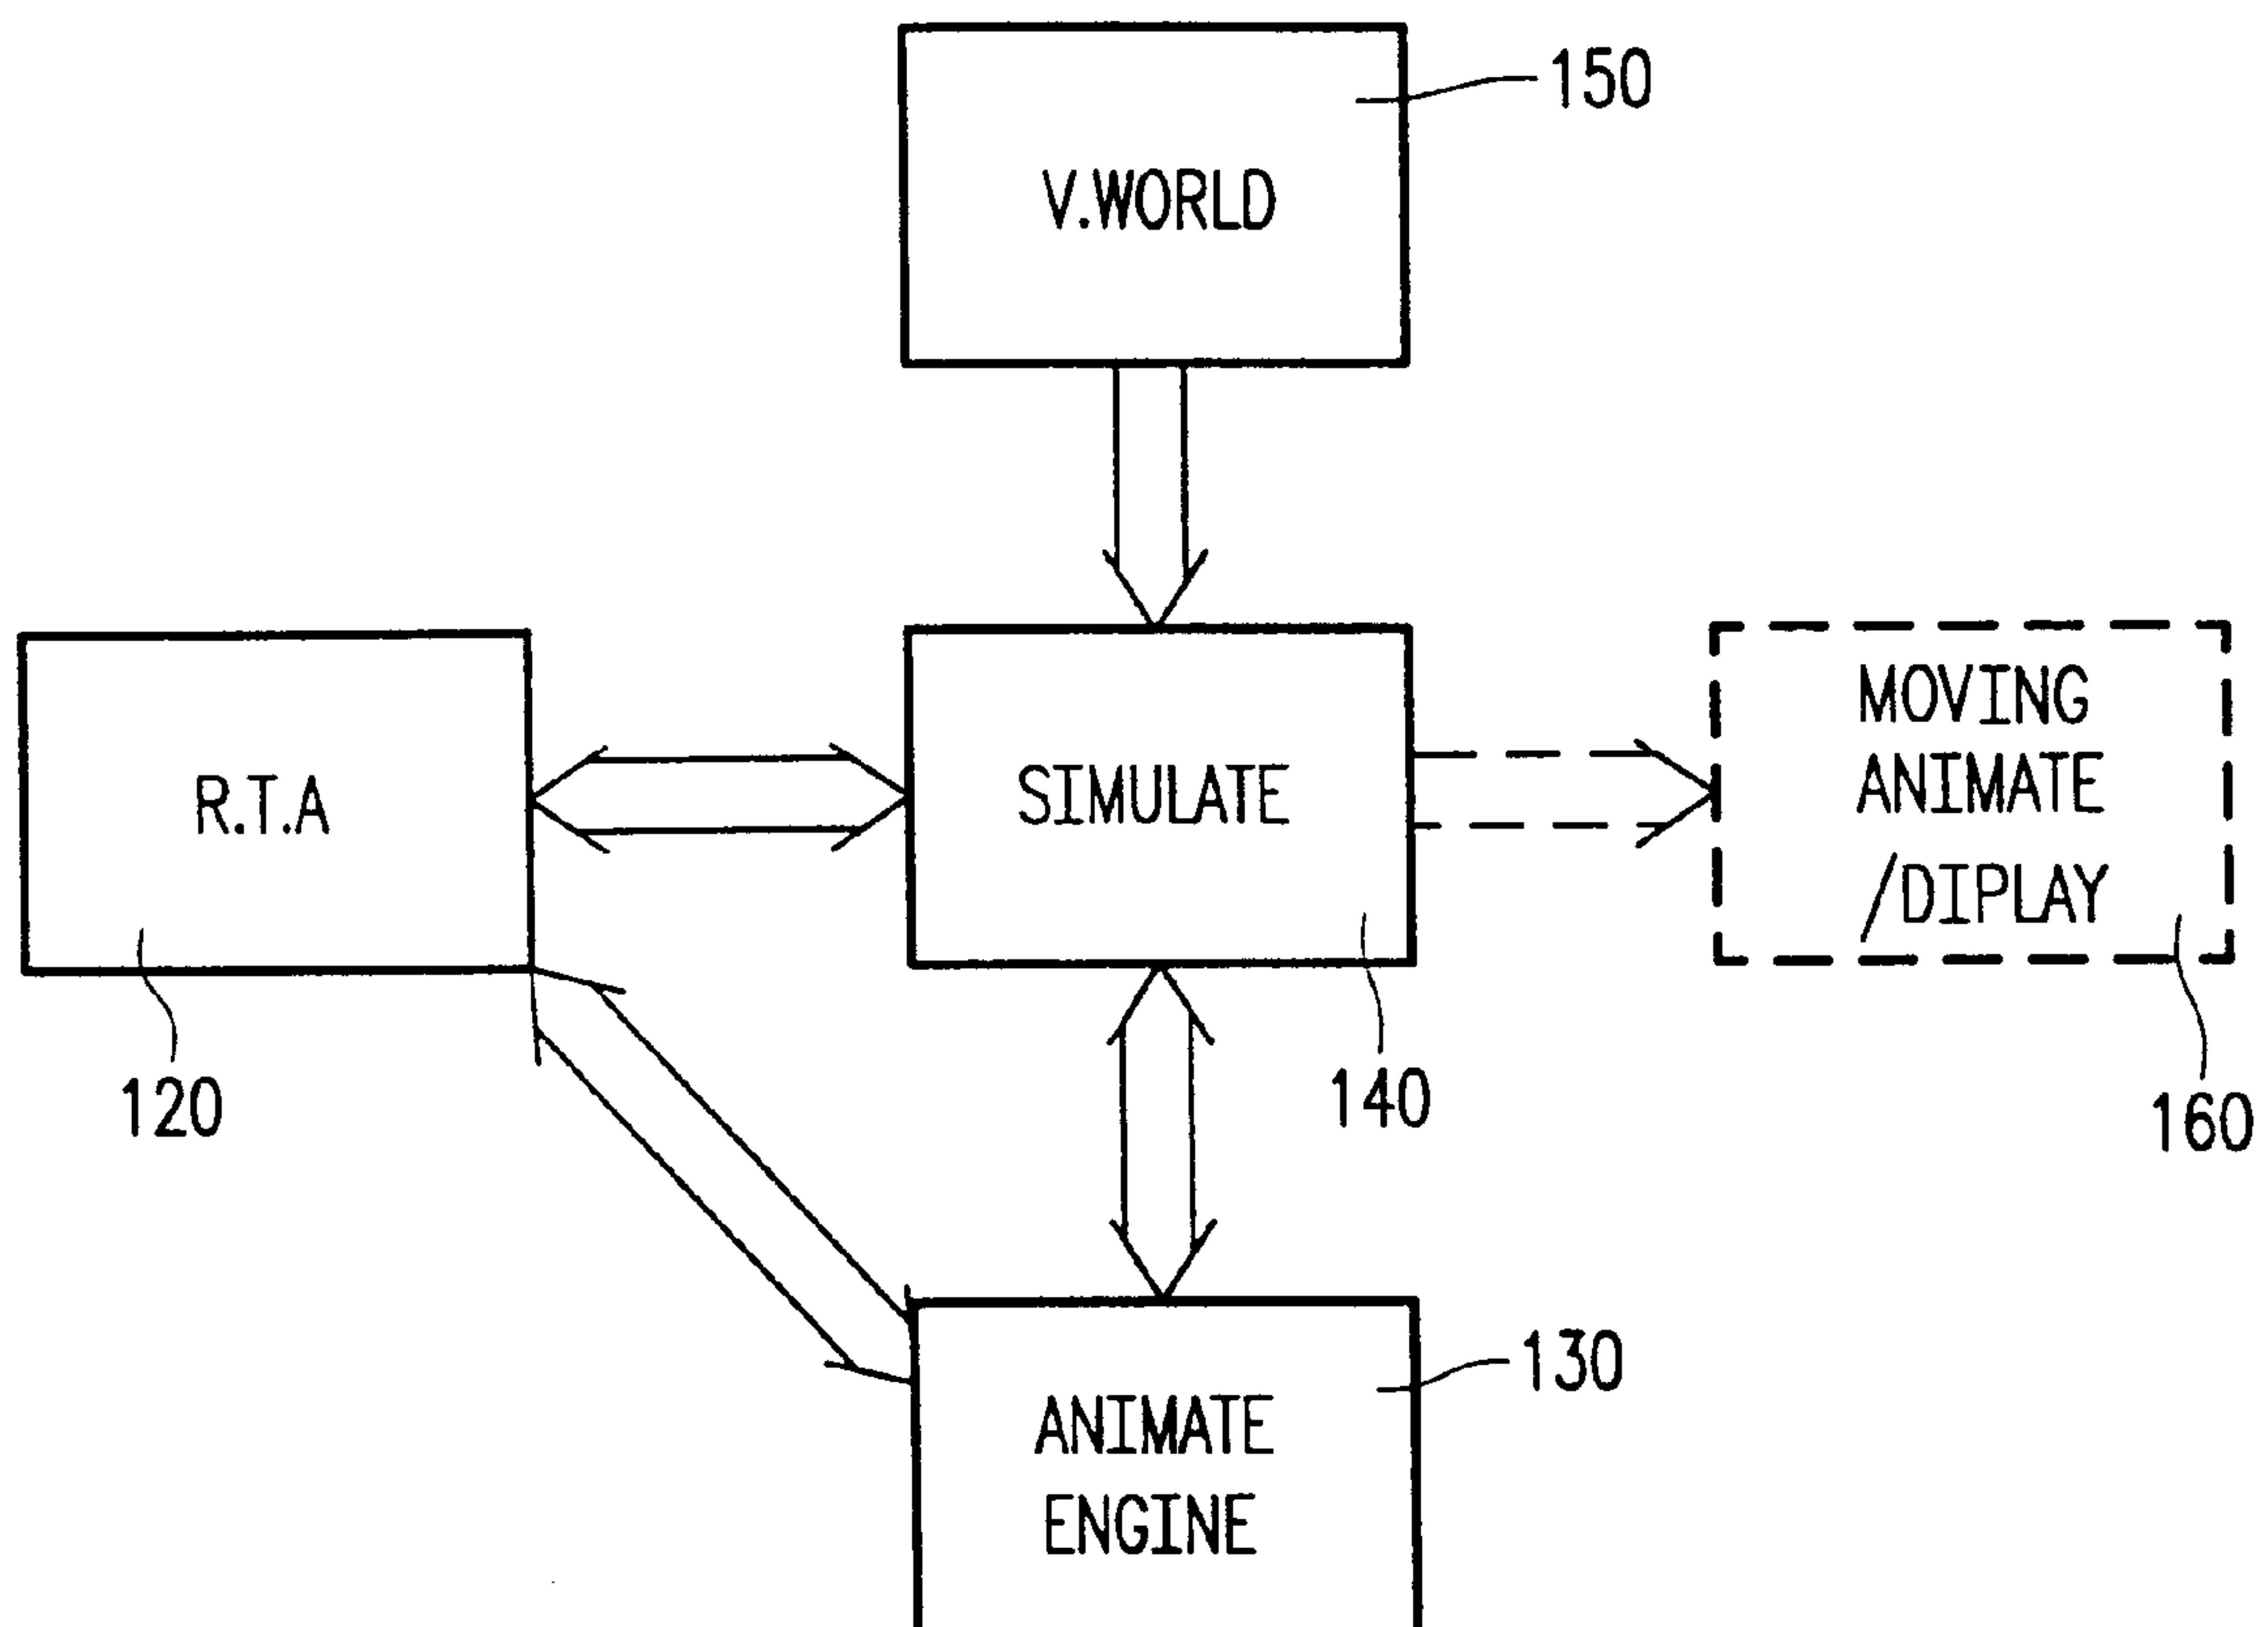 150
V.WORLD
R.T.A
SIMULATE
MOVING
ANIMATE
/DIPLAY
120
140
160
130
ANIMATE
ENGINE